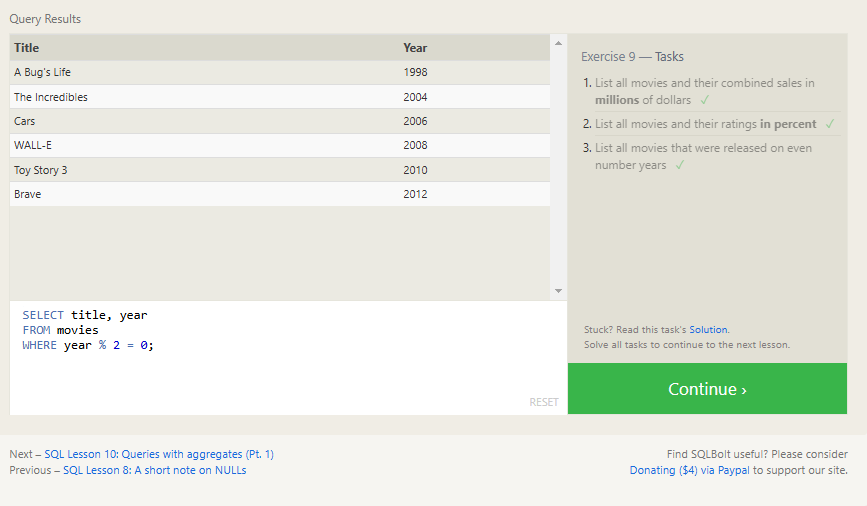 Query Results
Title Year
A Bug's Life 1998
The Incredibles 2004
Cars 2006
WALL-E 2008
Toy Story 3 2010
Brave 2012
SELECT title, year
FROM movies
WHERE year % 2 = 0;
RESET
Exercise 9 — Tasks
1. List all movies and their combined sales in
millions of dollars ✓
2. List all movies and their ratings in percent ✓
3. List all movies that were released on even
number years ✓
Stuck? Read this task's Solution.
Solve all tasks to continue to the next lesson.
Continue ›
Next – SQL Lesson 10: Queries with aggregates (Pt. 1)
Previous – SQL Lesson 8: A short note on NULLs
Find SQLBolt useful? Please consider
Donating ($4) via Paypal to support our site.